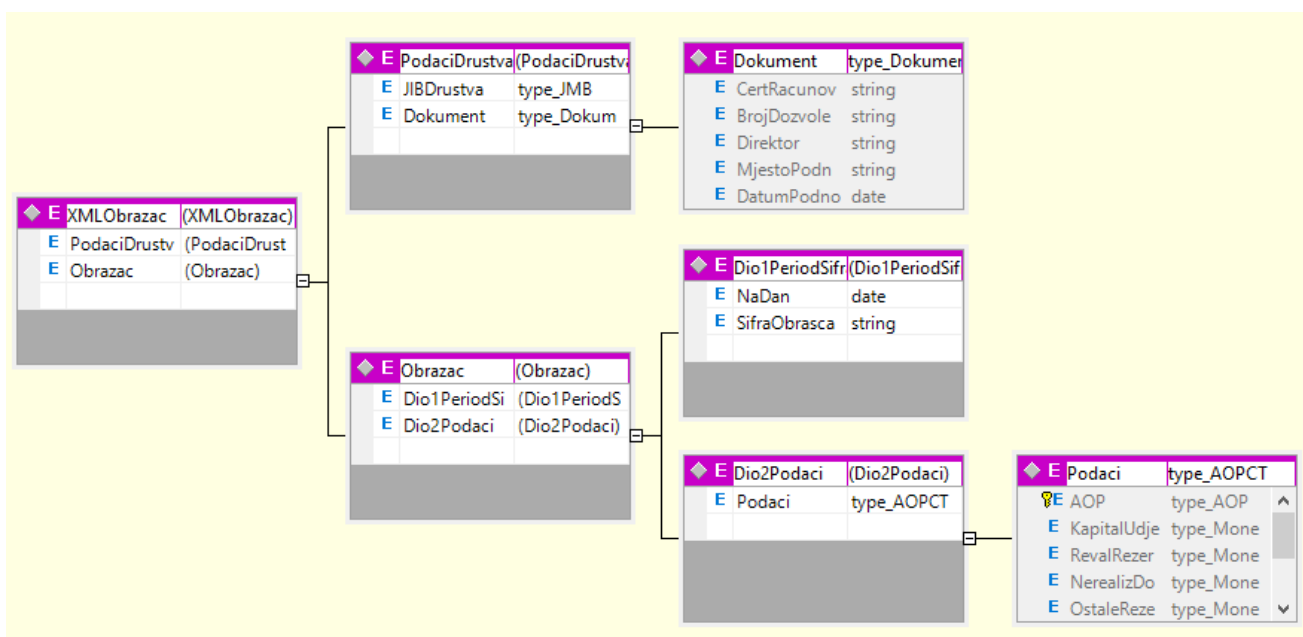 E XMLObrazac (XMLObrazac)
E PodaciDrustv (PodaciDrust
E Obrazac (Obrazac)
E PodaciDrustva (PodaciDrustv
E JIBDrustva type_JMB
E Dokument type_Dokum
E Dokument type_Dokumen
E CertRacunov string
E BrojDozvole string
E Direktor string
E MjestoPodn string
E DatumPodno date
E Obrazac (Obrazac)
E Dio1PeriodSi (Dio1PeriodS
E Dio2Podaci (Dio2Podaci)
E Dio1PeriodSifr (Dio1PeriodSif
E NaDan date
E SifraObrasca string
E Dio2Podaci (Dio2Podaci)
E Podaci type_AOPCT
E Podaci type_AOPCT
E AOP type_AOP
E KapitalUdje type_Mone
E RevalRezer type_Mone
E NerealizDo type_Mone
E OstaleReze type_Mone